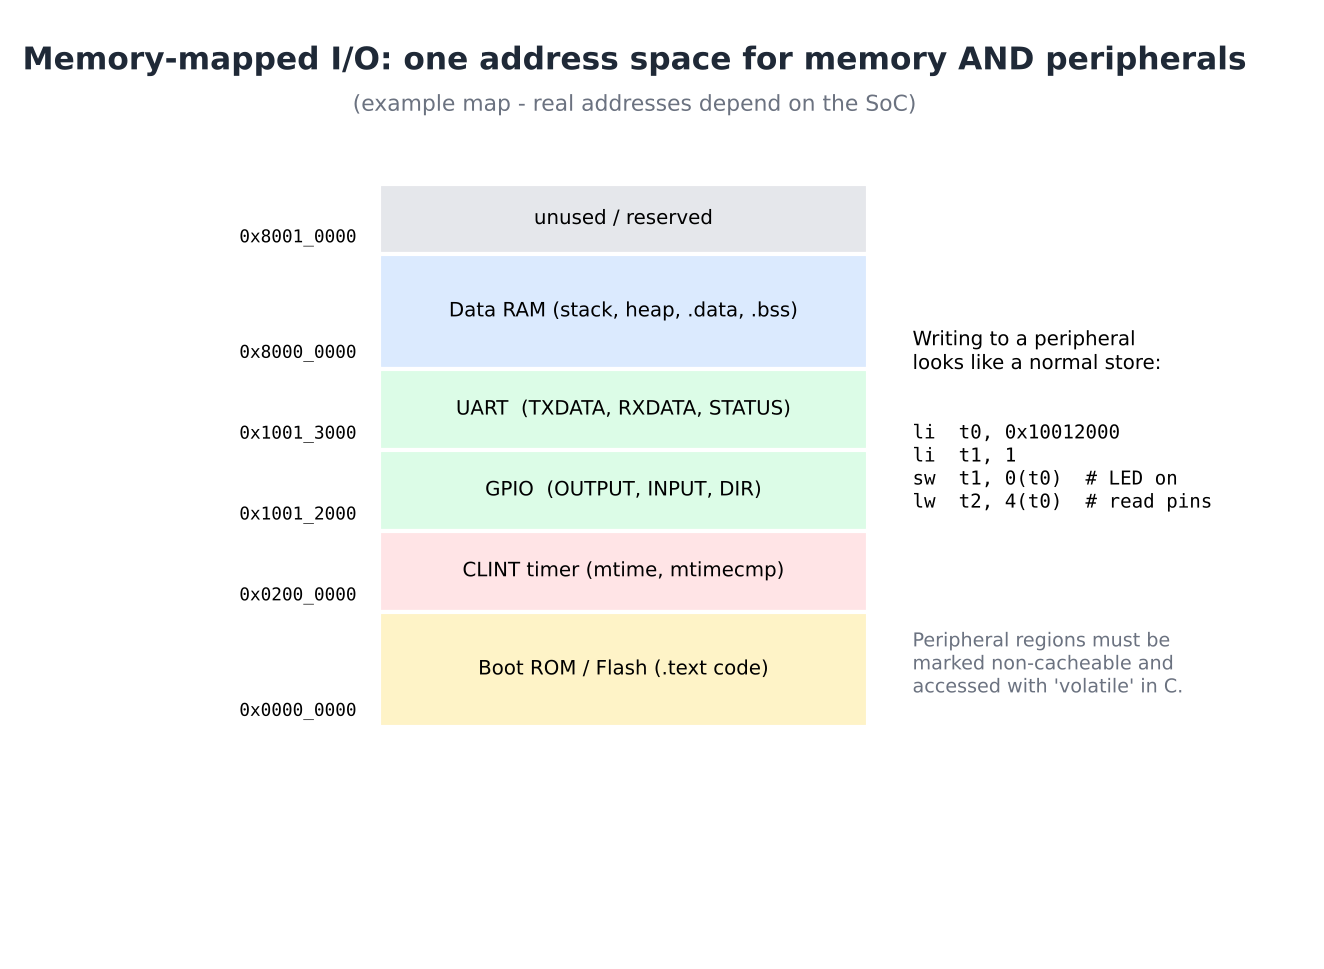 Memory-mapped I/O: one address space for memory AND peripherals
(example map - real addresses depend on the SoC)
unused / reserved
0x8001_0000
Data RAM (stack, heap, .data, .bss)
0x8000_0000
UART  (TXDATA, RXDATA, STATUS)
0x1001_3000
GPIO  (OUTPUT, INPUT, DIR)
0x1001_2000
CLINT timer (mtime, mtimecmp)
0x0200_0000
Boot ROM / Flash (.text code)
0x0000_0000
Writing to a peripheral
looks like a normal store:
li  t0, 0x10012000
li  t1, 1
sw  t1, 0(t0)  # LED on
lw  t2, 4(t0)  # read pins
Peripheral regions must be
marked non-cacheable and
accessed with 'volatile' in C.